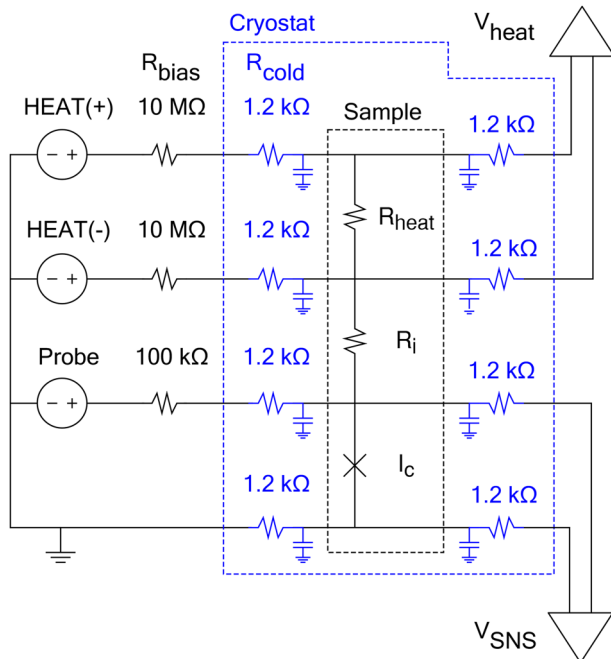 Cryostat
V_heat
R_bias
R_cold
HEAT(+)
10 MΩ
1.2 kΩ
Sample
1.2 kΩ
− +
R_heat
HEAT(-)
10 MΩ
1.2 kΩ
1.2 kΩ
− +
R_i
Probe
100 kΩ
1.2 kΩ
1.2 kΩ
− +
I_c
1.2 kΩ
1.2 kΩ
V_SNS